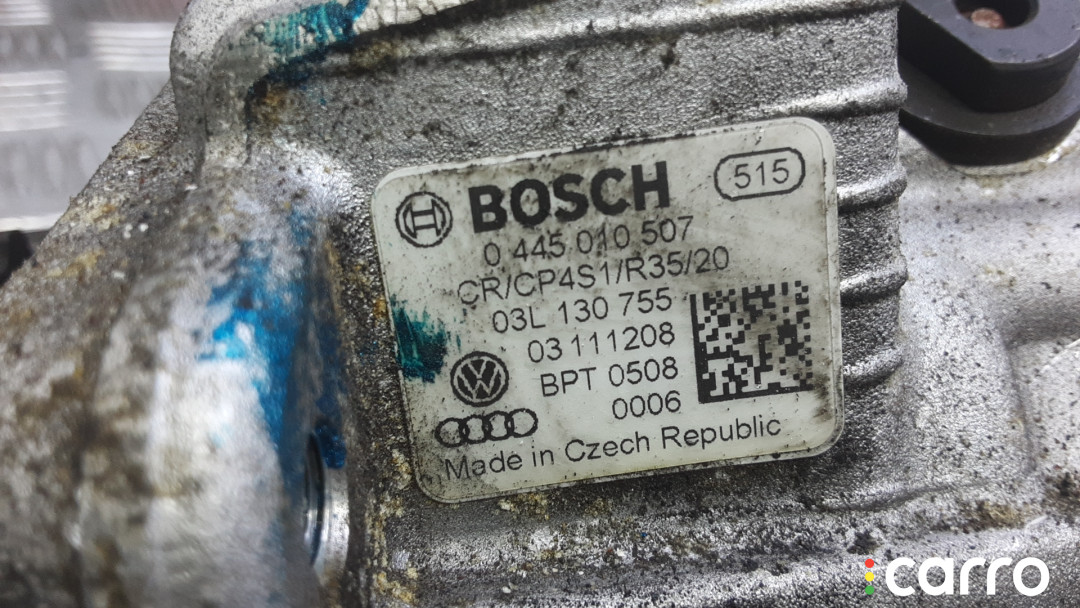 BOSCH 515
0 445 010 507
CR/CP4S1/R35/20
03L 130 755
03 111208
BPT 0508
0006
Made in Czech Republic
carro